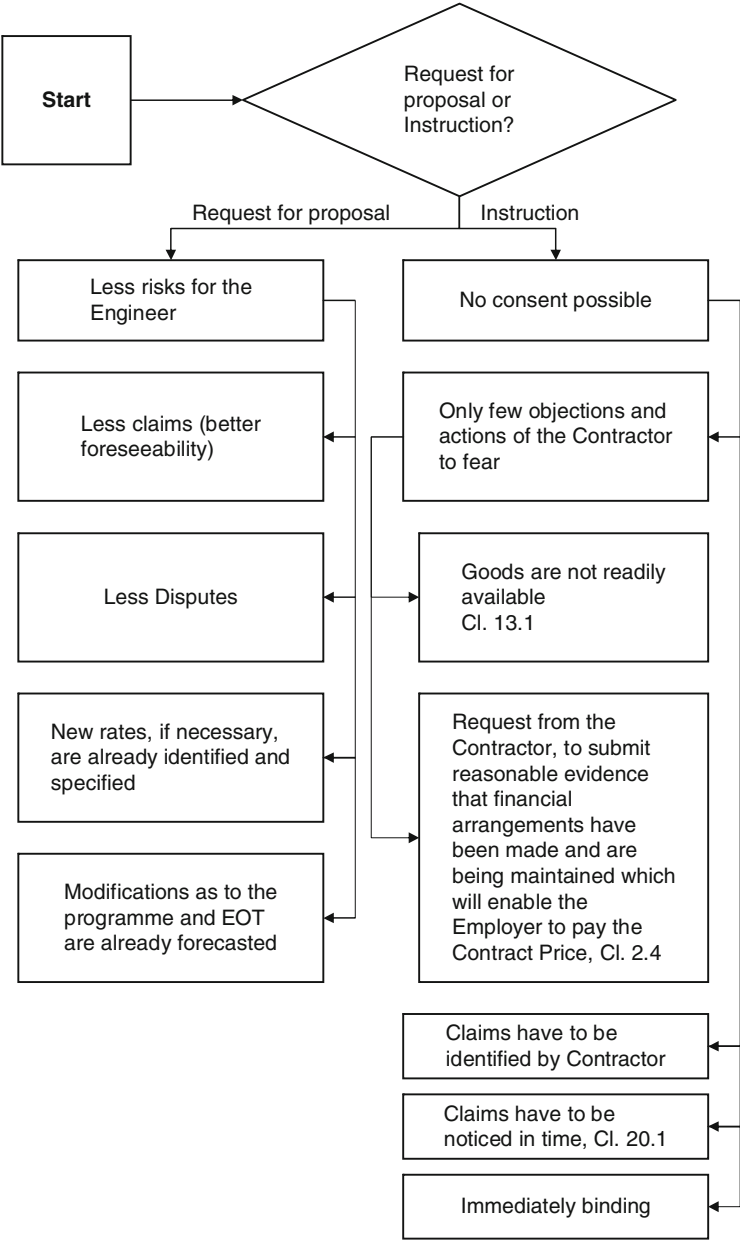 Start
Request for
proposal or
Instruction?
Request for proposal
Instruction
Less risks for the
Engineer
No consent possible
Less claims (better
foreseeability)
Only few objections and
actions of the Contractor
to fear
Less Disputes
Goods are not readily
available
Cl. 13.1
New rates, if necessary,
are already identified and
specified
Request from the
Contractor, to submit
reasonable evidence
that financial
arrangements have
been made and are
being maintained which
will enable the
Employer to pay the
Contract Price, Cl. 2.4
Modifications as to the
programme and EOT
are already forecasted
Claims have to be
identified by Contractor
Claims have to be
noticed in time, Cl. 20.1
Immediately binding